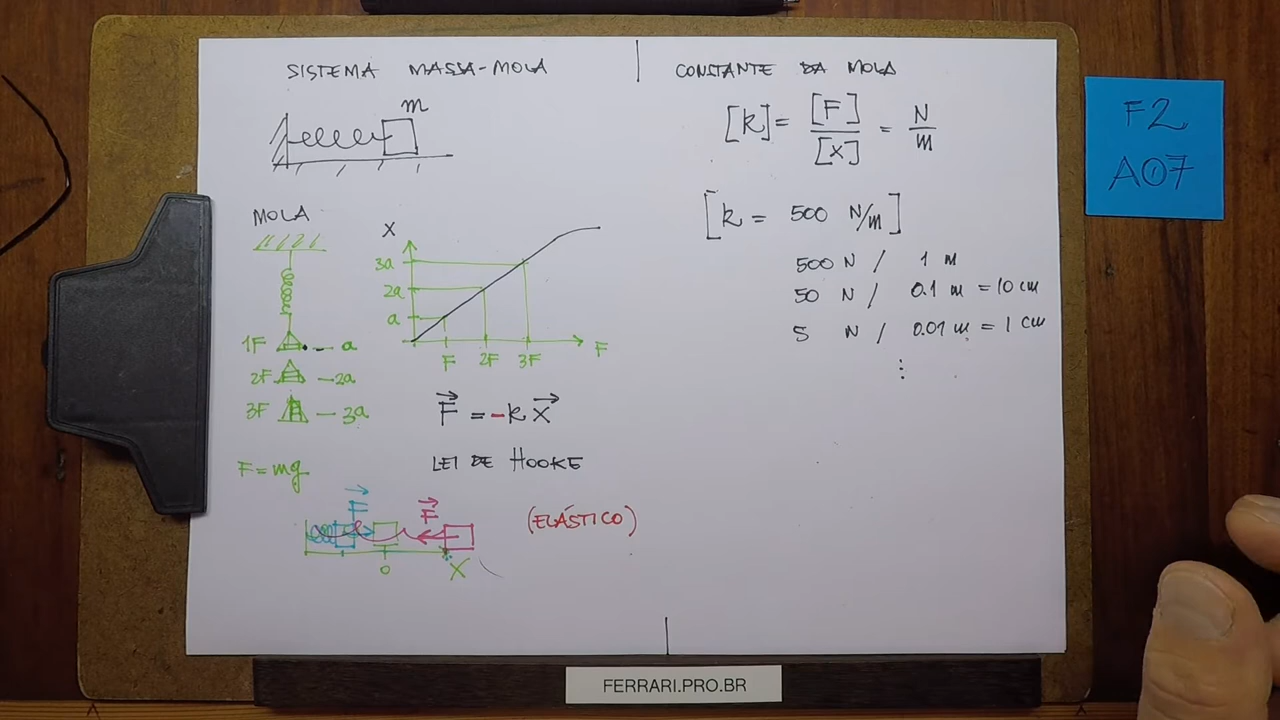 SISTEMA MASSA-MOLA
m
MOLA
1F a
2F 2a
3F 3a
F = mg
X
3a
2a
a
F 2F 3F F
F = -k X
LEI DE HOOKE
F F
0 X
(ELÁSTICO)
CONSTANTE DA MOLA
[k] = [F] / [X] = N / m
[k = 500 N/m]
500 N / 1 m
50 N / 0.1 m = 10 cm
5 N / 0.01 m = 1 cm
⋮
F2
A07
FERRARI.PRO.BR